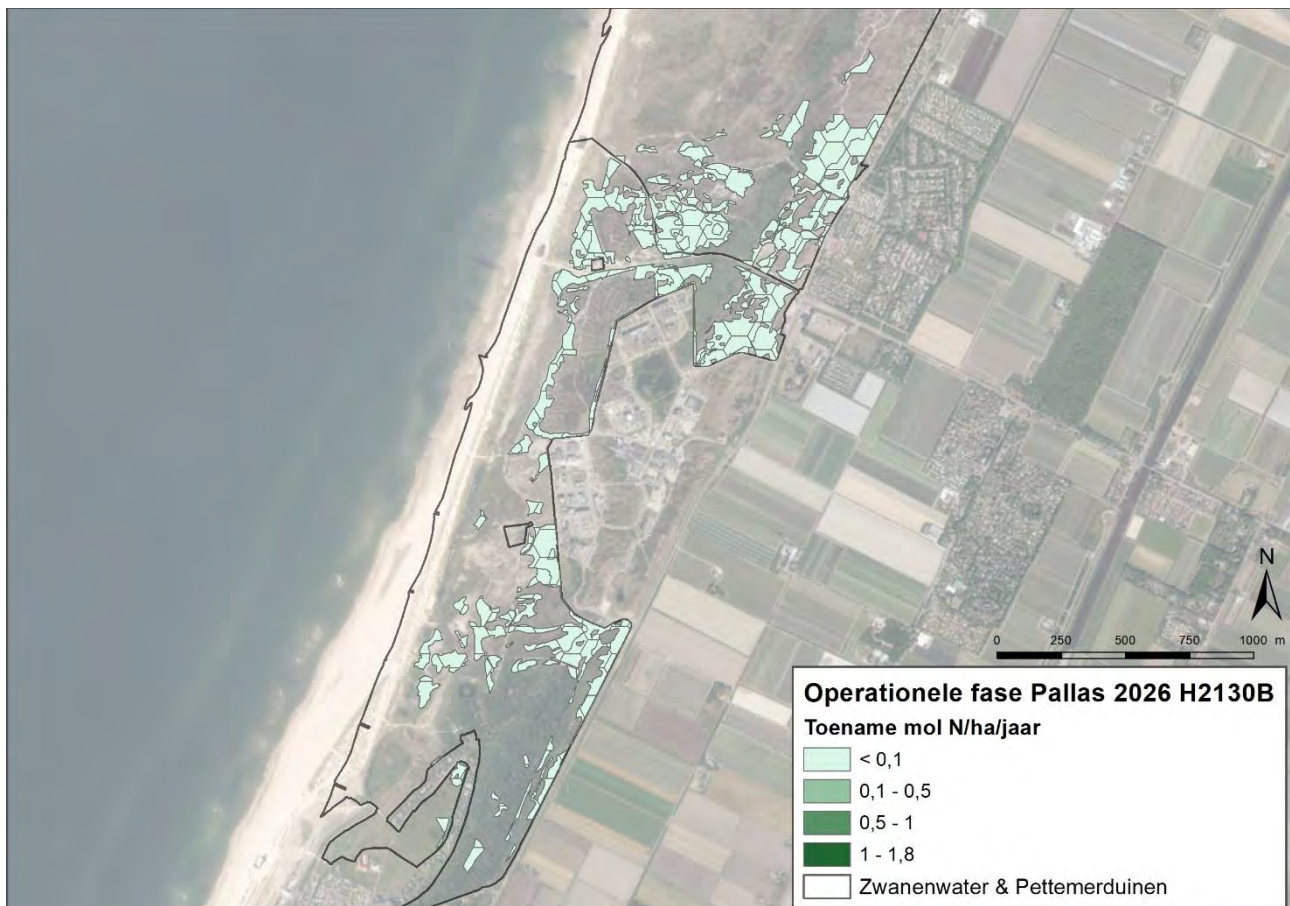 N
0 250 500 750 1000 m
Operationele fase Pallas 2026 H2130B
Toename mol N/ha/jaar
< 0,1
0,1 - 0,5
0,5 - 1
1 - 1,8
Zwanenwater & Pettemerduinen